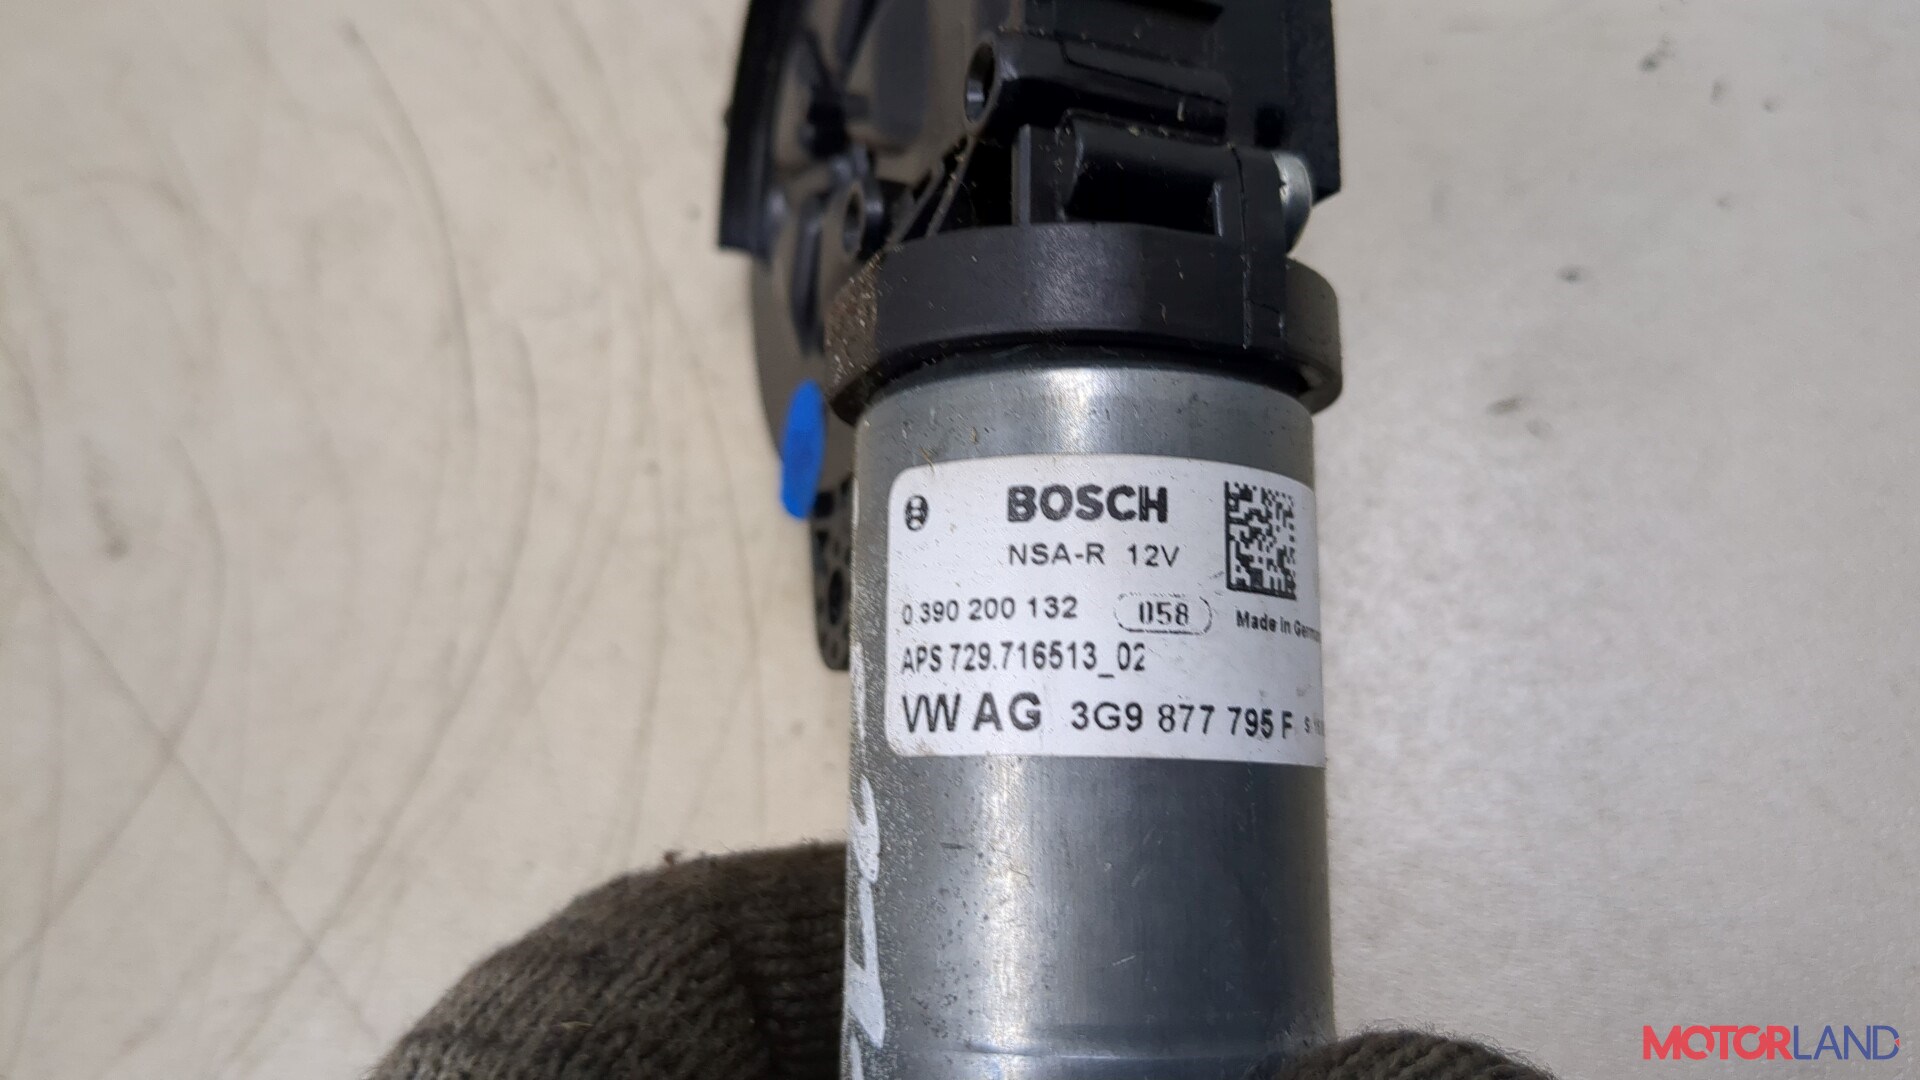 BOSCH
NSA-R 12V
0 390 200 132 058 Made in
APS 729.716513_02
VW AG 3G9 877 795 F S
MOTORLAND